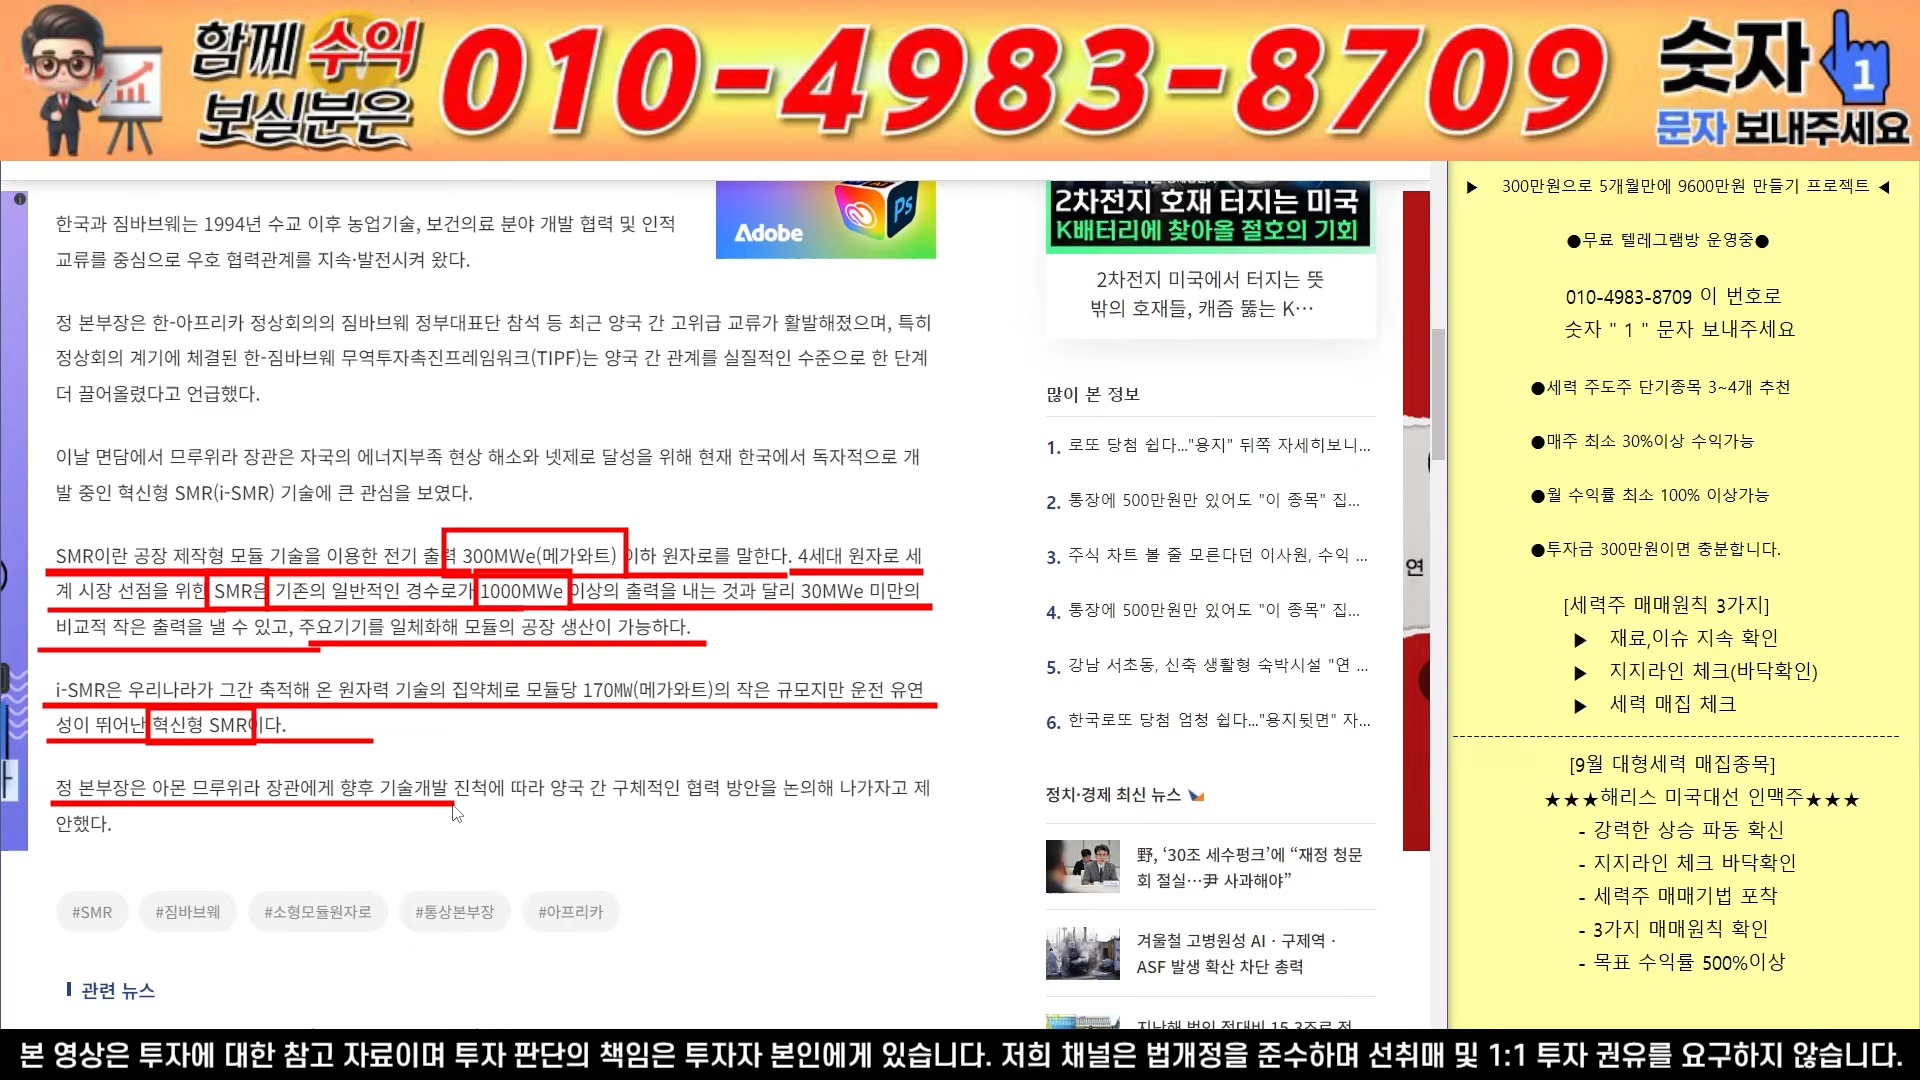 함께 수익
보실분은
010-4983-8709
숫자
1
문자 보내주세요
한국과 짐바브웨는 1994년 수교 이후 농업기술, 보건의료 분야 개발 협력 및 인적
교류를 중심으로 우호 협력관계를 지속·발전시켜 왔다.
Adobe
Ps
정 본부장은 한-아프리카 정상회의의 짐바브웨 정부대표단 참석 등 최근 양국 간 고위급 교류가 활발해졌으며, 특히
정상회의 계기에 체결된 한-짐바브웨 무역투자촉진프레임워크(TIPF)는 양국 간 관계를 실질적인 수준으로 한 단계
더 끌어올렸다고 언급했다.
이날 면담에서 므루위라 장관은 자국의 에너지부족 현상 해소와 넷제로 달성을 위해 현재 한국에서 독자적으로 개
발 중인 혁신형 SMR(i-SMR) 기술에 큰 관심을 보였다.
SMR이란 공장 제작형 모듈 기술을 이용한 전기 출력 300MWe(메가와트) 이하 원자로를 말한다. 4세대 원자로 세
계 시장 선점을 위한 SMR은 기존의 일반적인 경수로가 1000MWe 이상의 출력을 내는 것과 달리 30MWe 미만의
비교적 작은 출력을 낼 수 있고, 주요기기를 일체화해 모듈의 공장 생산이 가능하다.
i-SMR은 우리나라가 그간 축적해 온 원자력 기술의 집약체로 모듈당 170㎿(메가와트)의 작은 규모지만 운전 유연
성이 뛰어난 혁신형 SMR이다.
정 본부장은 아몬 므루위라 장관에게 향후 기술개발 진척에 따라 양국 간 구체적인 협력 방안을 논의해 나가자고 제
안했다.
#SMR
#짐바브웨
#소형모듈원자로
#통상본부장
#아프리카
관련 뉴스
2차전지 호재 터지는 미국
K배터리에 찾아올 절호의 기회
2차전지 미국에서 터지는 뜻
밖의 호재들, 캐즘 뚫는 K…
많이 본 정보
1. 로또 당첨 쉽다..."용지" 뒤쪽 자세히보니...
2. 통장에 500만원만 있어도 "이 종목" 집...
3. 주식 차트 볼 줄 모른다던 이사원, 수익 ...
4. 통장에 500만원만 있어도 "이 종목" 집...
5. 강남 서초동, 신축 생활형 숙박시설 "연 ...
6. 한국로또 당첨 엄청 쉽다..."용지뒷면" 자...
정치·경제 최신 뉴스
野, ‘30조 세수펑크’에 “재정 청문
회 절실…尹 사과해야”
겨울철 고병원성 AI · 구제역 ·
ASF 발생 확산 차단 총력
연
▶ 300만원으로 5개월만에 9600만원 만들기 프로젝트 ◀
●무료 텔레그램방 운영중●
010-4983-8709 이 번호로
숫자 " 1 " 문자 보내주세요
●세력 주도주 단기종목 3~4개 추천
●매주 최소 30%이상 수익가능
●월 수익률 최소 100% 이상가능
●투자금 300만원이면 충분합니다.
[세력주 매매원칙 3가지]
▶ 재료,이슈 지속 확인
▶ 지지라인 체크(바닥확인)
▶ 세력 매집 체크
[9월 대형세력 매집종목]
★★★해리스 미국대선 인맥주★★★
- 강력한 상승 파동 확신
- 지지라인 체크 바닥확인
- 세력주 매매기법 포착
- 3가지 매매원칙 확인
- 목표 수익률 500%이상
본 영상은 투자에 대한 참고 자료이며 투자 판단의 책임은 투자자 본인에게 있습니다. 저희 채널은 법개정을 준수하며 선취매 및 1:1 투자 권유를 요구하지 않습니다.